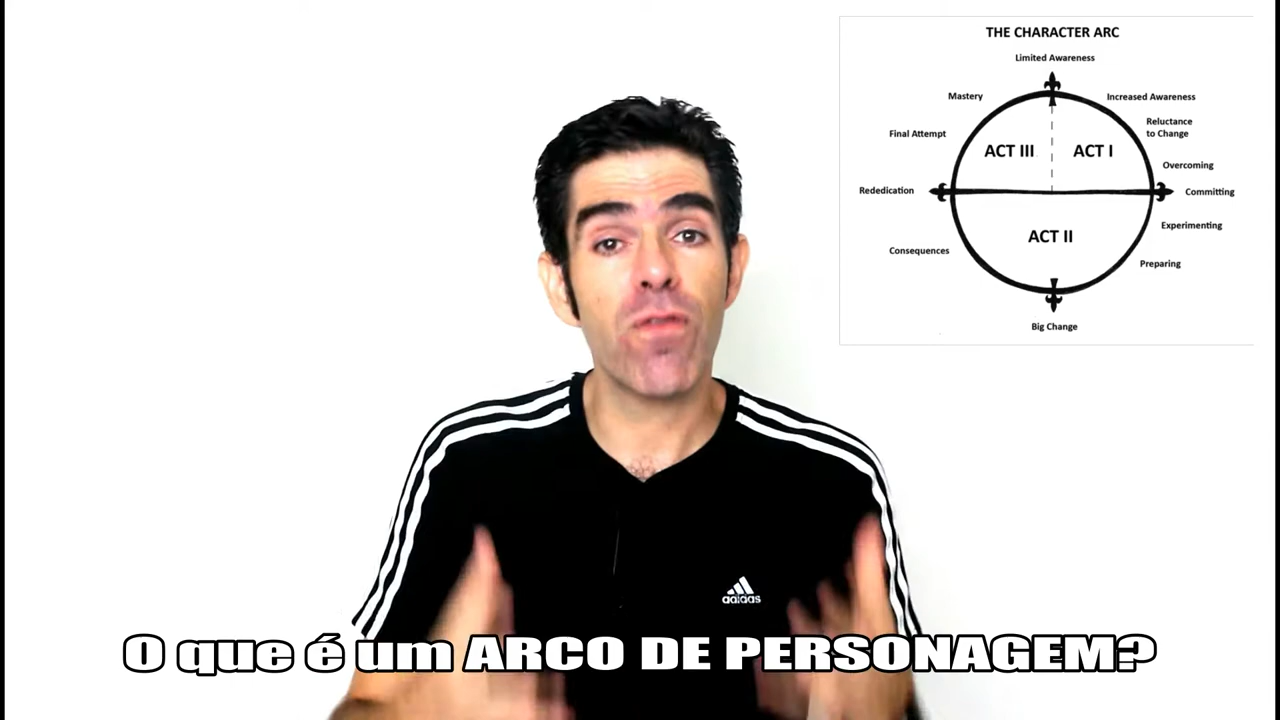 THE CHARACTER ARC
Limited Awareness
Mastery
Increased Awareness
Final Attempt
Reluctance
to Change
ACT III
ACT I
Overcoming
Rededication
Committing
Experimenting
ACT II
Consequences
Preparing
Big Change
adidas
O que é um ARCO DE PERSONAGEM?